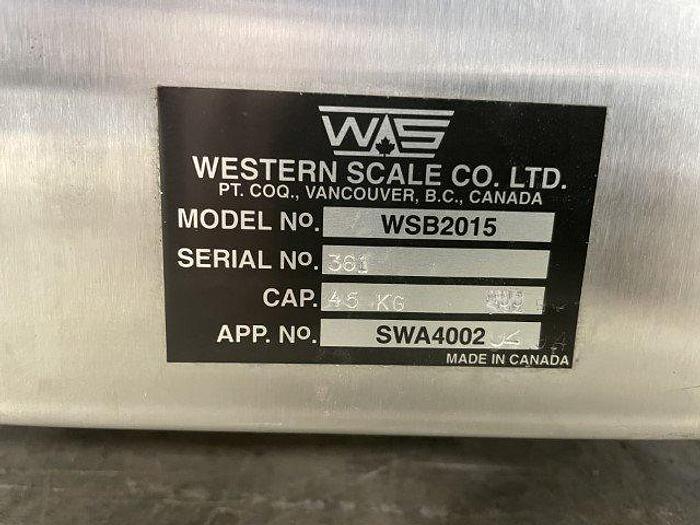 WS
WESTERN SCALE CO. LTD.
PT. COQ., VANCOUVER, B.C., CANADA
MODEL No. WSB2015
SERIAL No. 361
CAP. 45 KG
APP. No. SWA4002
MADE IN CANADA